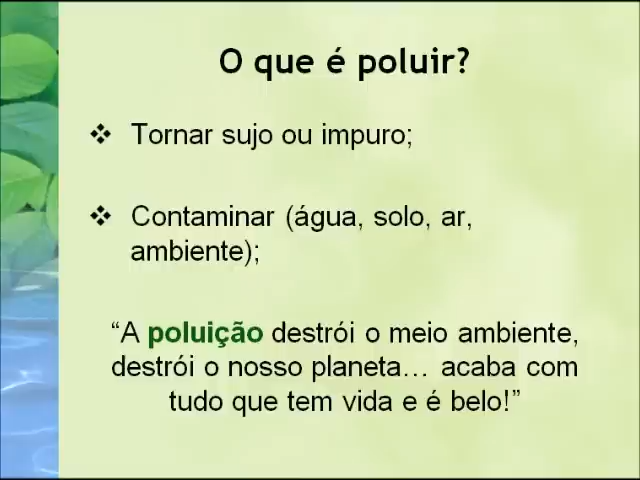 O que é poluir?
❖ Tornar sujo ou impuro;
❖ Contaminar (água, solo, ar,
ambiente);
“A poluição destrói o meio ambiente,
destrói o nosso planeta… acaba com
tudo que tem vida e é belo!”